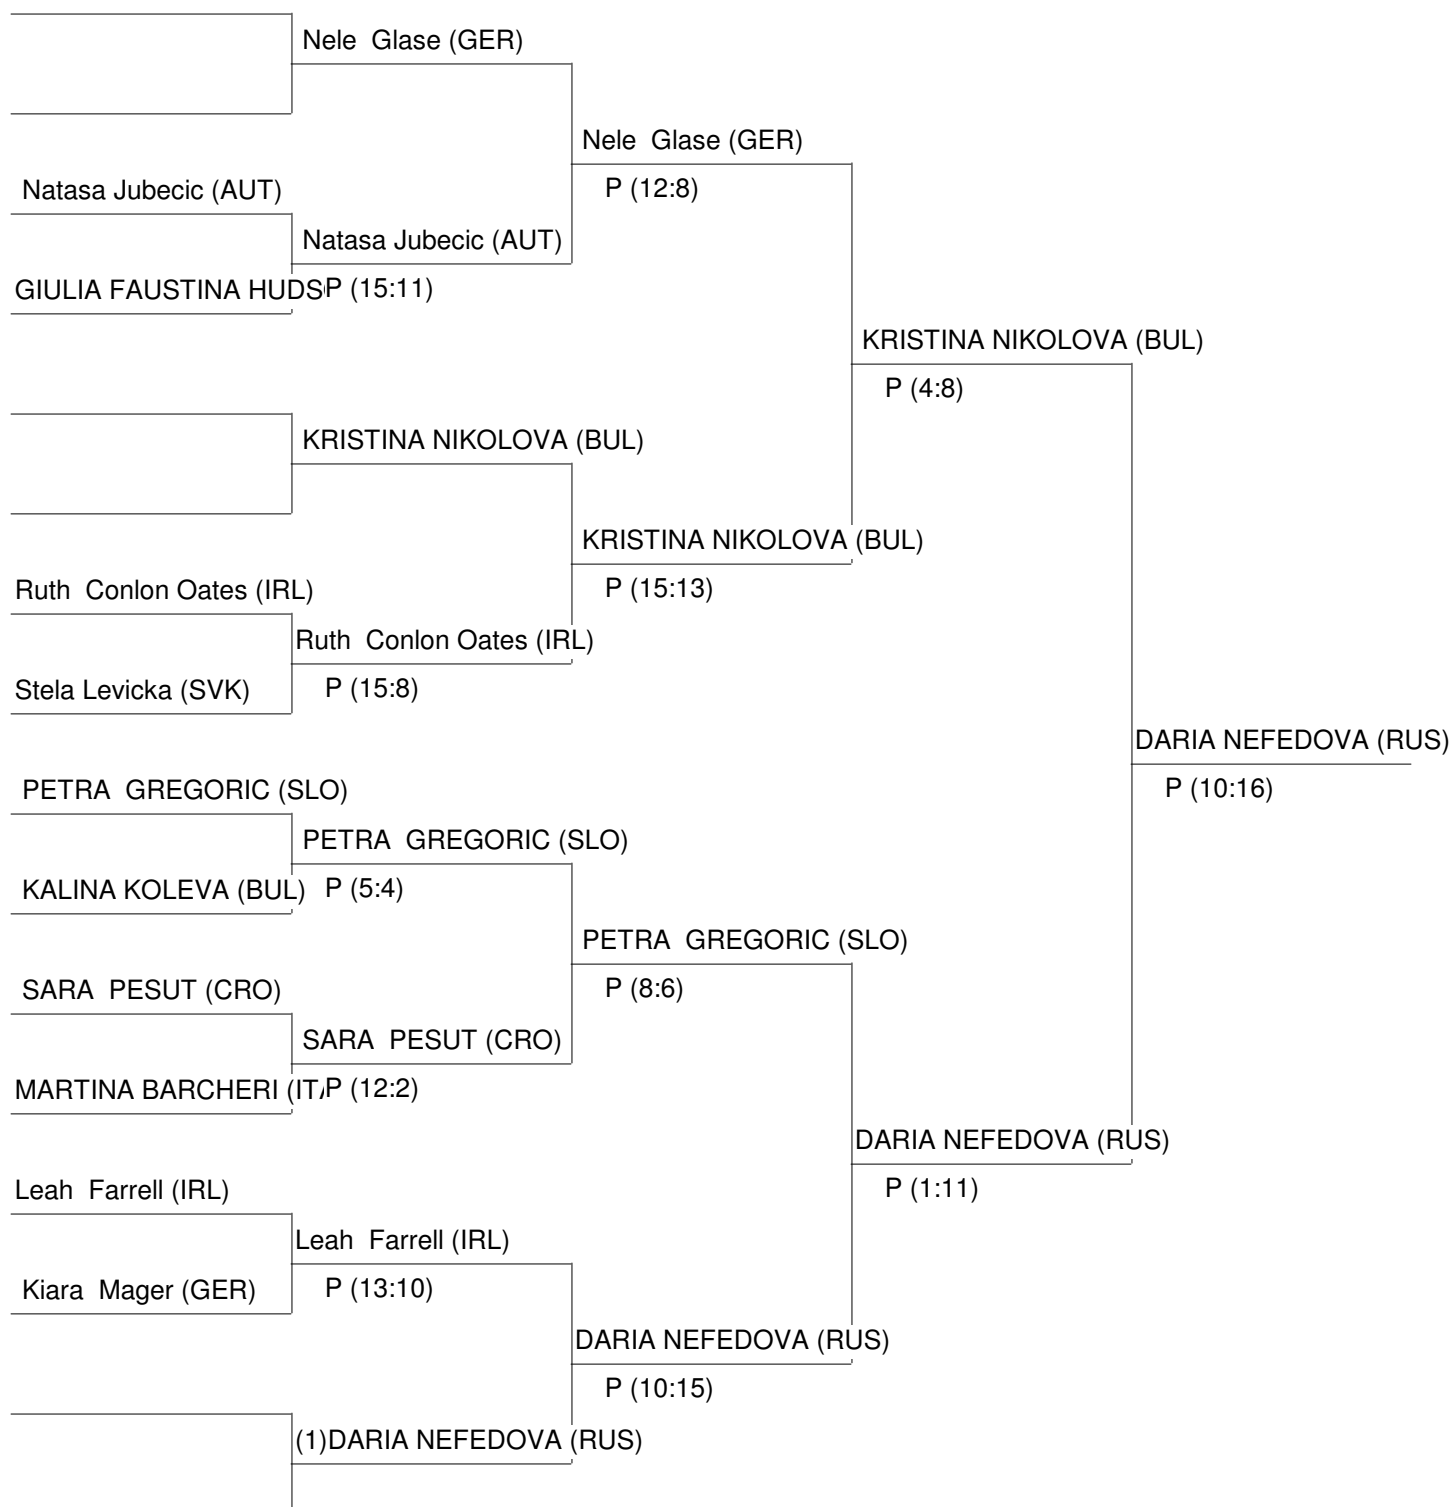 Nele  Glase (GER)
Nele  Glase (GER)
P (12:8)
Natasa Jubecic (AUT)
Natasa Jubecic (AUT)
GIULIA FAUSTINA HUDS
P (15:11)
KRISTINA NIKOLOVA (BUL)
P (4:8)
KRISTINA NIKOLOVA (BUL)
KRISTINA NIKOLOVA (BUL)
P (15:13)
Ruth  Conlon Oates (IRL)
Ruth  Conlon Oates (IRL)
Stela Levicka (SVK)
P (15:8)
DARIA NEFEDOVA (RUS)
P (10:16)
PETRA  GREGORIC (SLO)
PETRA  GREGORIC (SLO)
KALINA KOLEVA (BUL)
P (5:4)
PETRA  GREGORIC (SLO)
P (8:6)
SARA  PESUT (CRO)
SARA  PESUT (CRO)
MARTINA BARCHERI (ITA
P (12:2)
DARIA NEFEDOVA (RUS)
P (1:11)
Leah  Farrell (IRL)
Leah  Farrell (IRL)
Kiara  Mager (GER)
P (13:10)
DARIA NEFEDOVA (RUS)
P (10:15)
(1)DARIA NEFEDOVA (RUS)